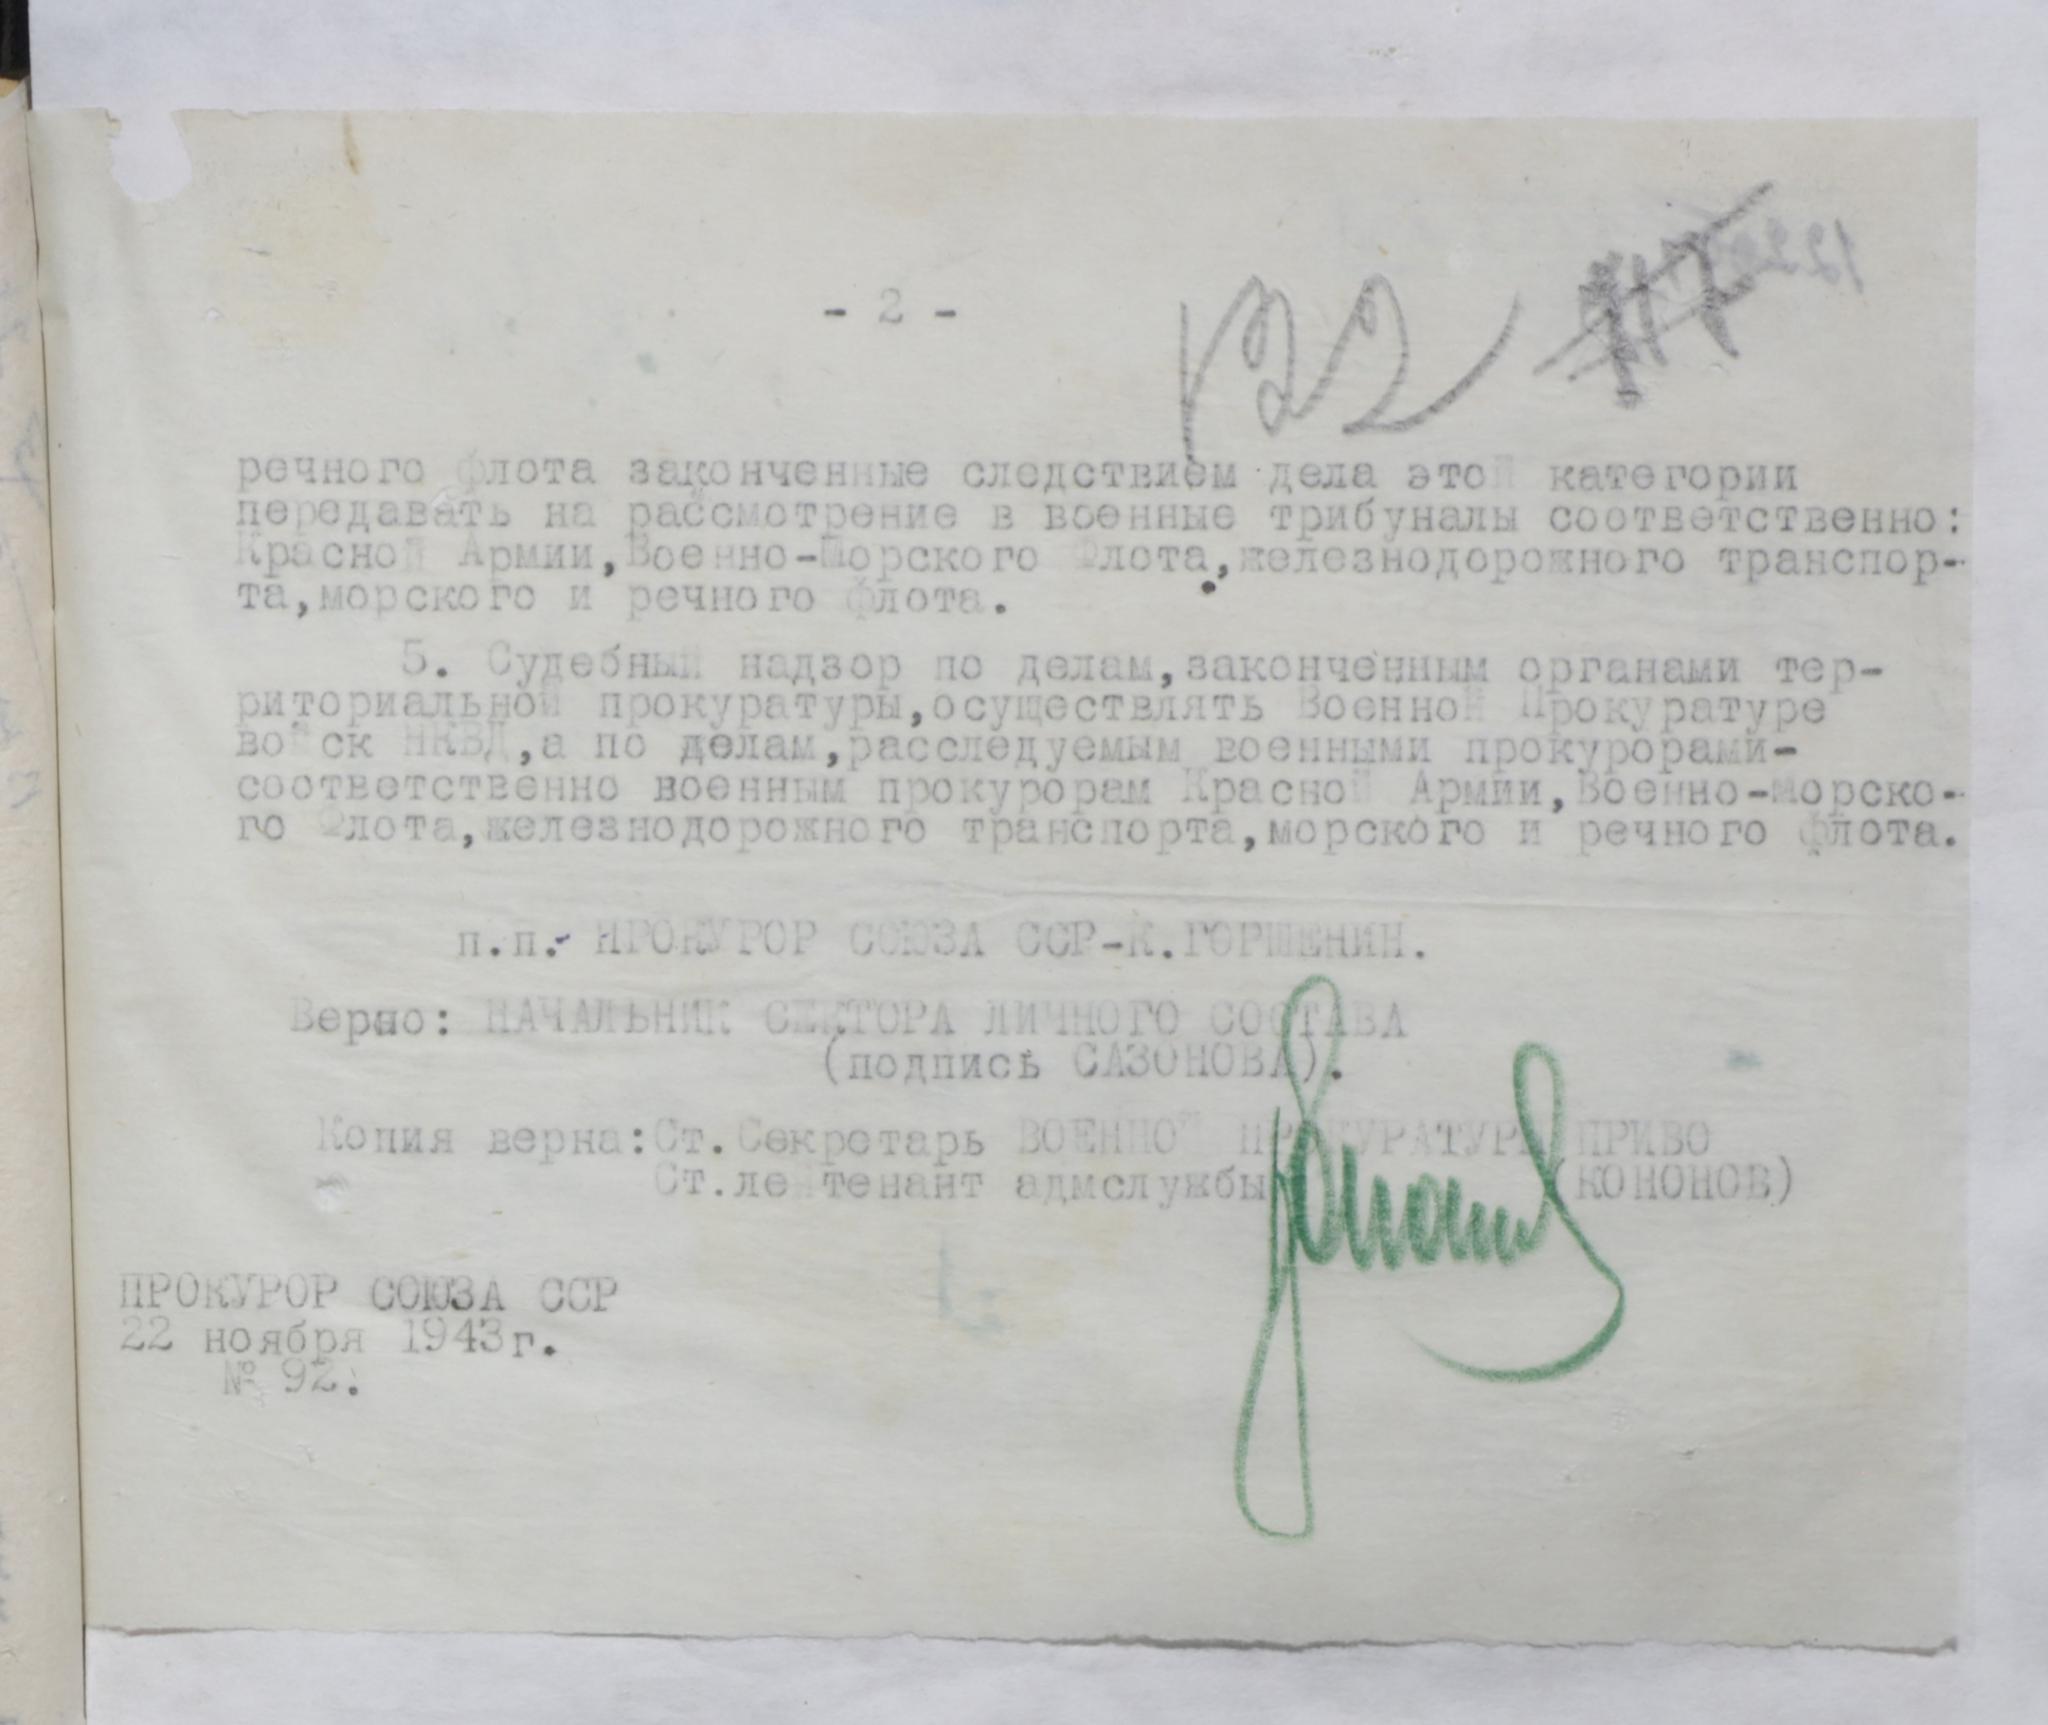 - 2 -
122
речного флота законченные следствием дела этой категории
передавать на рассмотрение в военные трибуналы соответственно:
Красной Армии,Военно-Морского Флота,железнодорожного транспор-
та,морского и речного флота.
5. Судебный надзор по делам,законченным органами тер-
риториальной прокуратуры,осуществлять Военной Прокуратуре
войск НКВД,а по делам,расследуемым военными прокурорами-
соответственно военным прокурорам Красной Армии,Военно-Морско-
го Флота,железнодорожного транспорта,морского и речного флота.
п.п.- ПРОКУРОР СОЮЗА ССР-К.ГОРШЕНИН.
Верно: НАЧАЛЬНИК СЕКТОРА ЛИЧНОГО СОСТАВА
(подпись САЗОНОВА).
Копия верна:Ст.Секретарь ВОЕННОЙ ПРОКУРАТУРЫ ПРИВО
Ст.лейтенант адмслужбы (КОНОНОВ)
ПРОКУРОР СОЮЗА ССР
22 ноября 1943г.
№ 92.